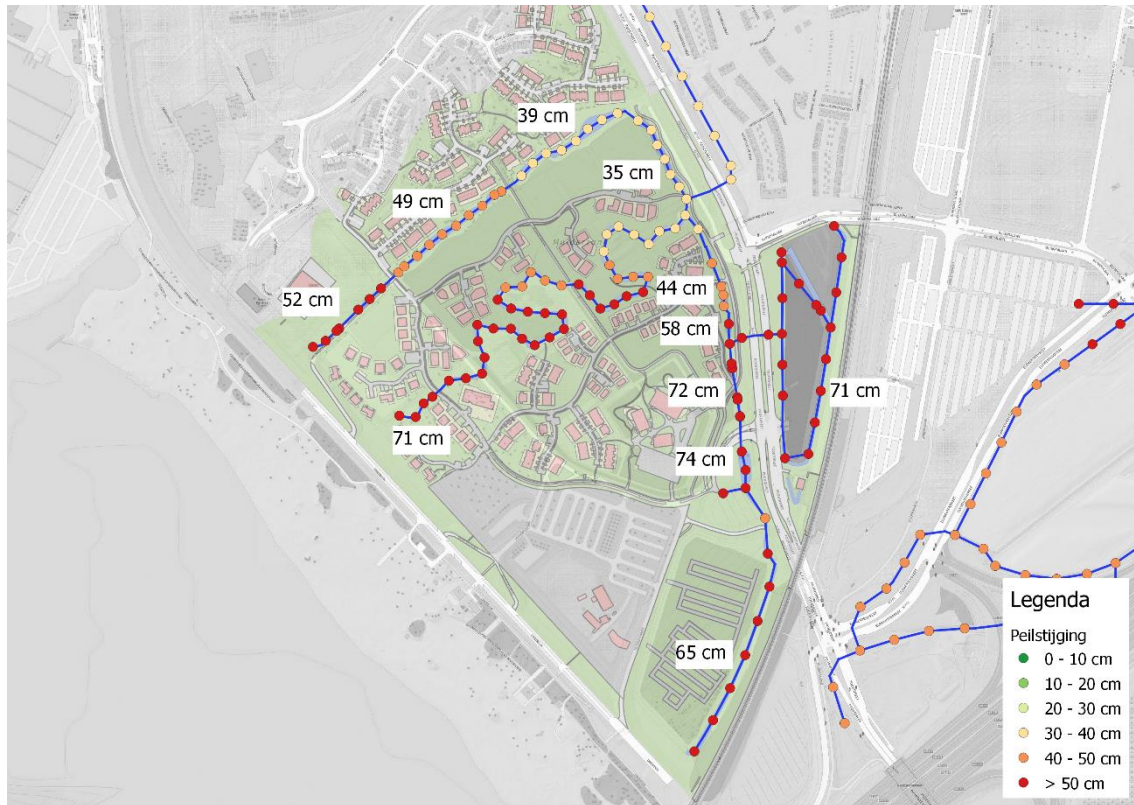 39 cm
35 cm
49 cm
52 cm
44 cm
58 cm
72 cm
71 cm
71 cm
74 cm
65 cm
Legenda
Peilstijging
0 - 10 cm
10 - 20 cm
20 - 30 cm
30 - 40 cm
40 - 50 cm
> 50 cm